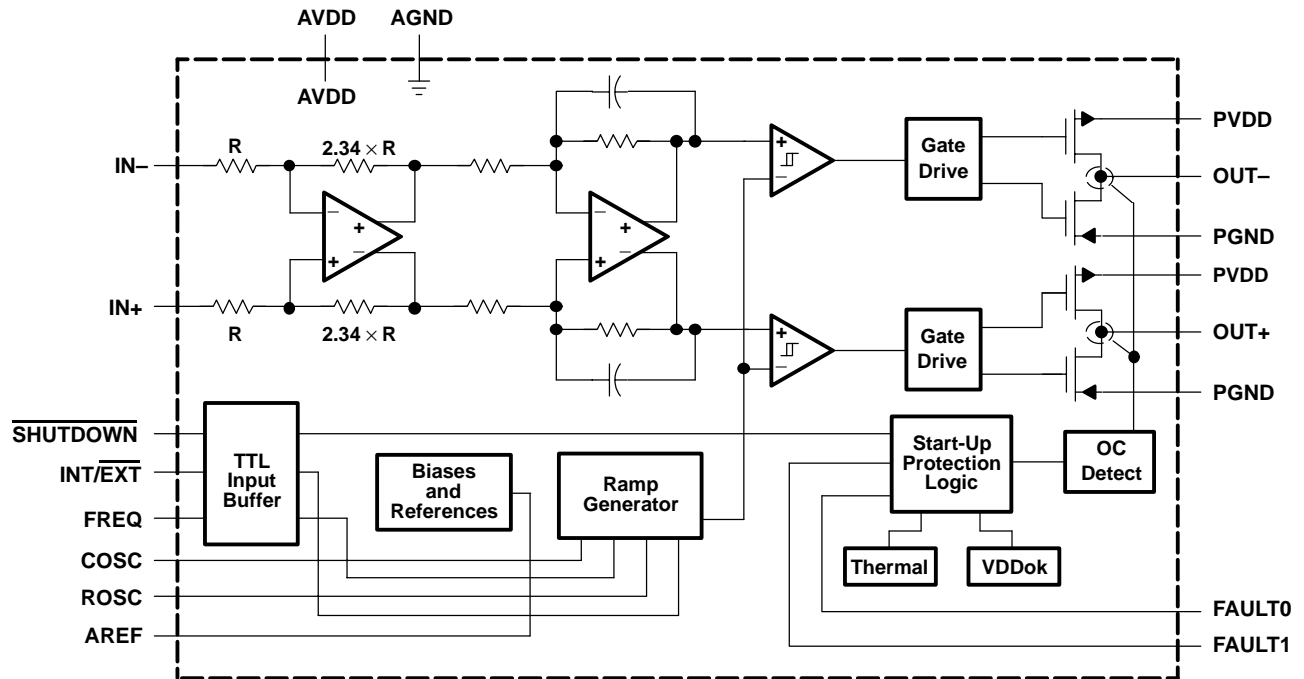 AVDD AGND
AVDD
IN–
R
2.34 × R
IN+
R
2.34 × R
–
+
+
–
–
+
+
–
+
–
+
–
Gate
Drive
Gate
Drive
PVDD
OUT–
PGND
PVDD
OUT+
PGND
SHUTDOWN
INT/EXT
FREQ
COSC
ROSC
AREF
TTL
Input
Buffer
Biases
and
References
Ramp
Generator
Start-Up
Protection
Logic
OC
Detect
Thermal
VDDok
FAULT0
FAULT1